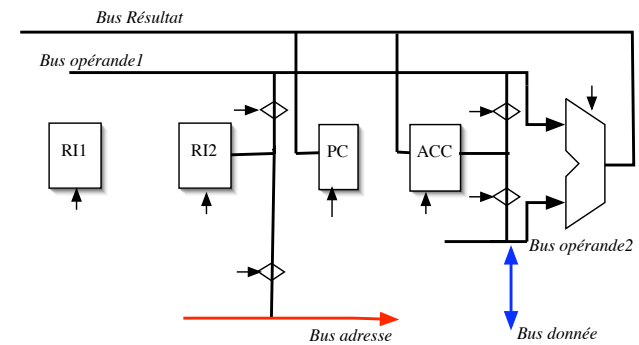 Bus Résultat
Bus opérande1
RI1
RI2
PC
ACC
Bus opérande2
Bus adresse
Bus donnée